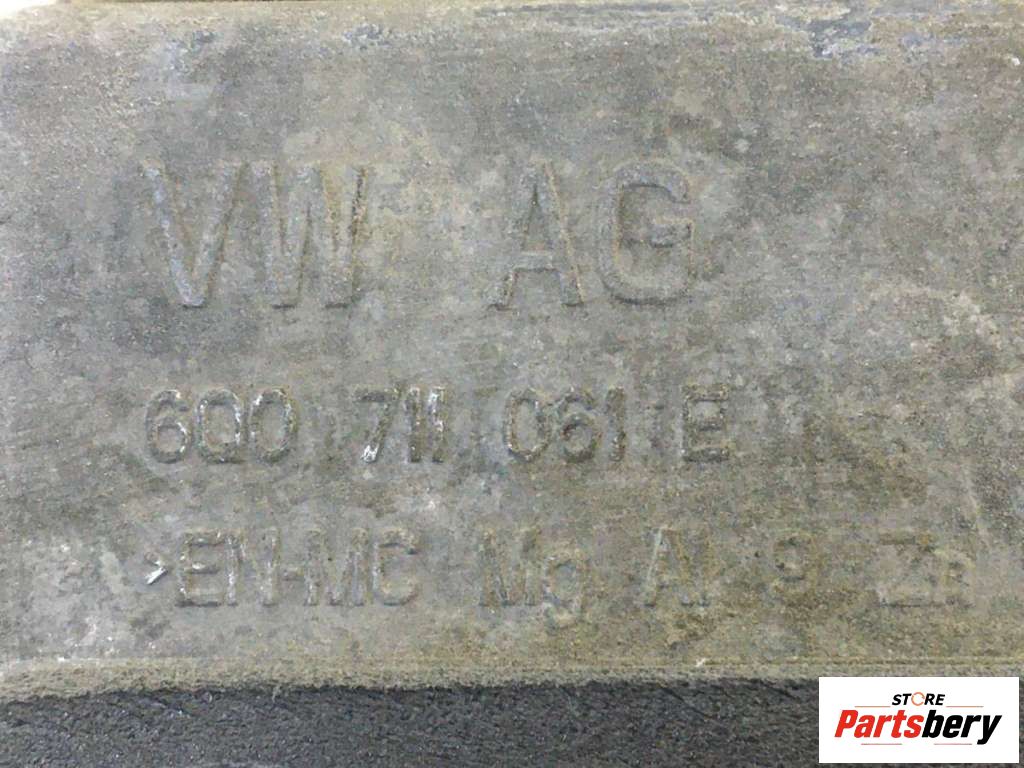 VW AG
6Q0 711 061 E
>EN-MC Mg Al 9 Zn
STORE
Partsbery